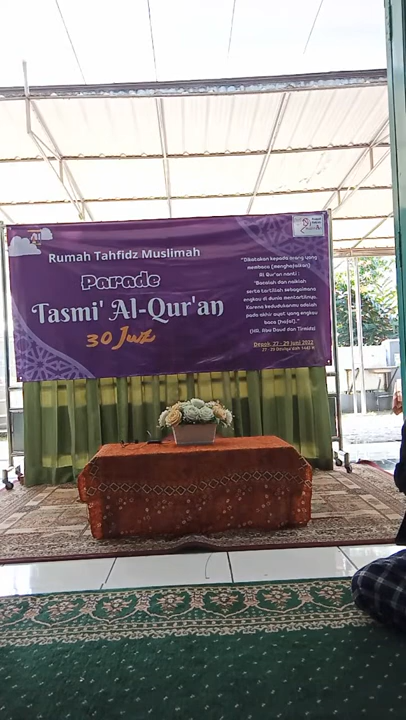 Rumah Tahfidz Muslimah
Parade
Tasmi' Al-Qur'an
30 Juz
"Dikatakan kepada orang yang
membaca (menghafalkan)
Al Qur'an nanti :
'Bacalah dan naiklah
serta tartillah sebagaimana
engkau di dunia mentartilnya.
Karena kedudukanmu adalah
pada akhir ayat yang engkau
baca (hafal)."
(HR. Abu Daud dan Tirmidzi)
Depok, 27 - 29 Juni 2022